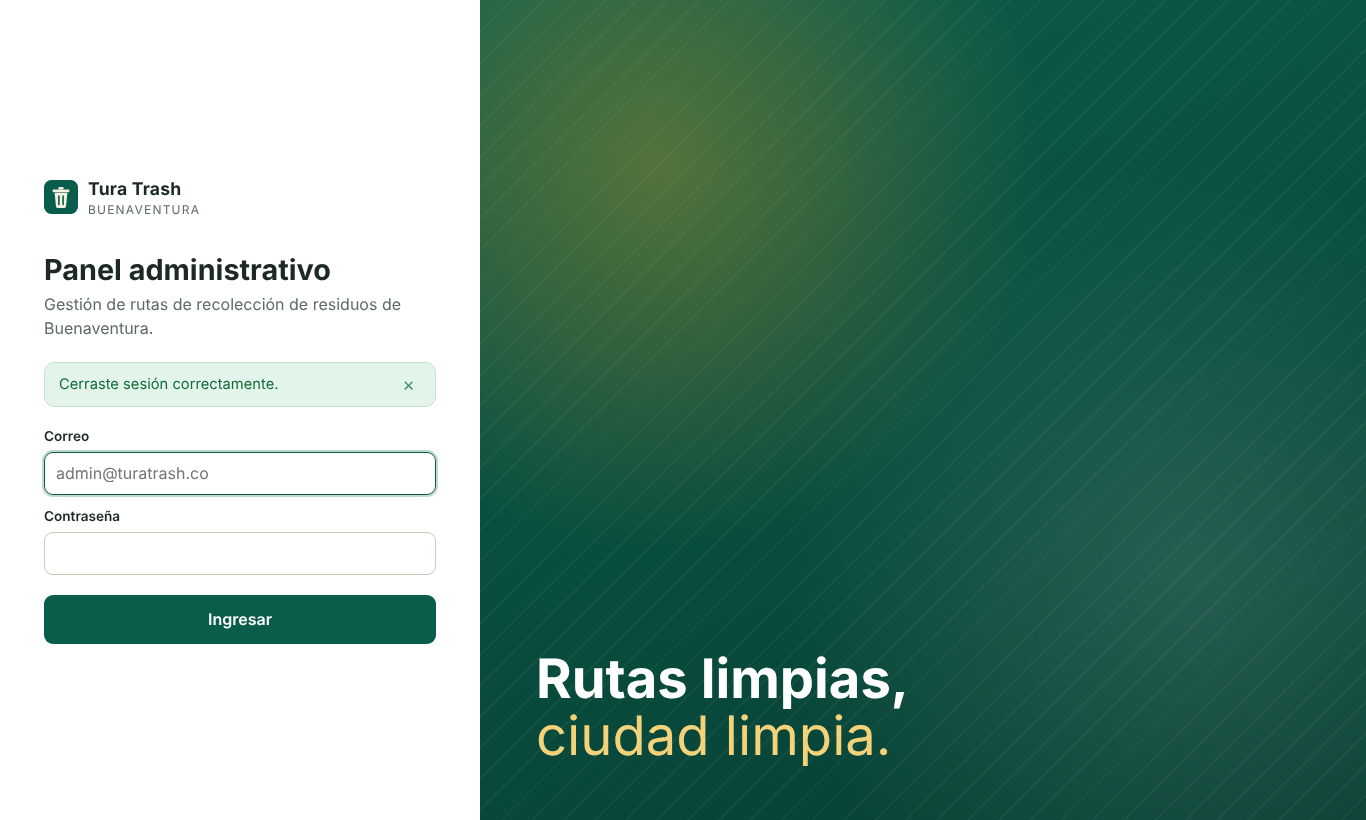 Tura Trash
BUENAVENTURA
Panel administrativo
Gestión de rutas de recolección de residuos de
Buenaventura.
Cerraste sesión correctamente.
×
Correo
admin@turatrash.co
Contraseña
Ingresar
Rutas limpias,
ciudad limpia.